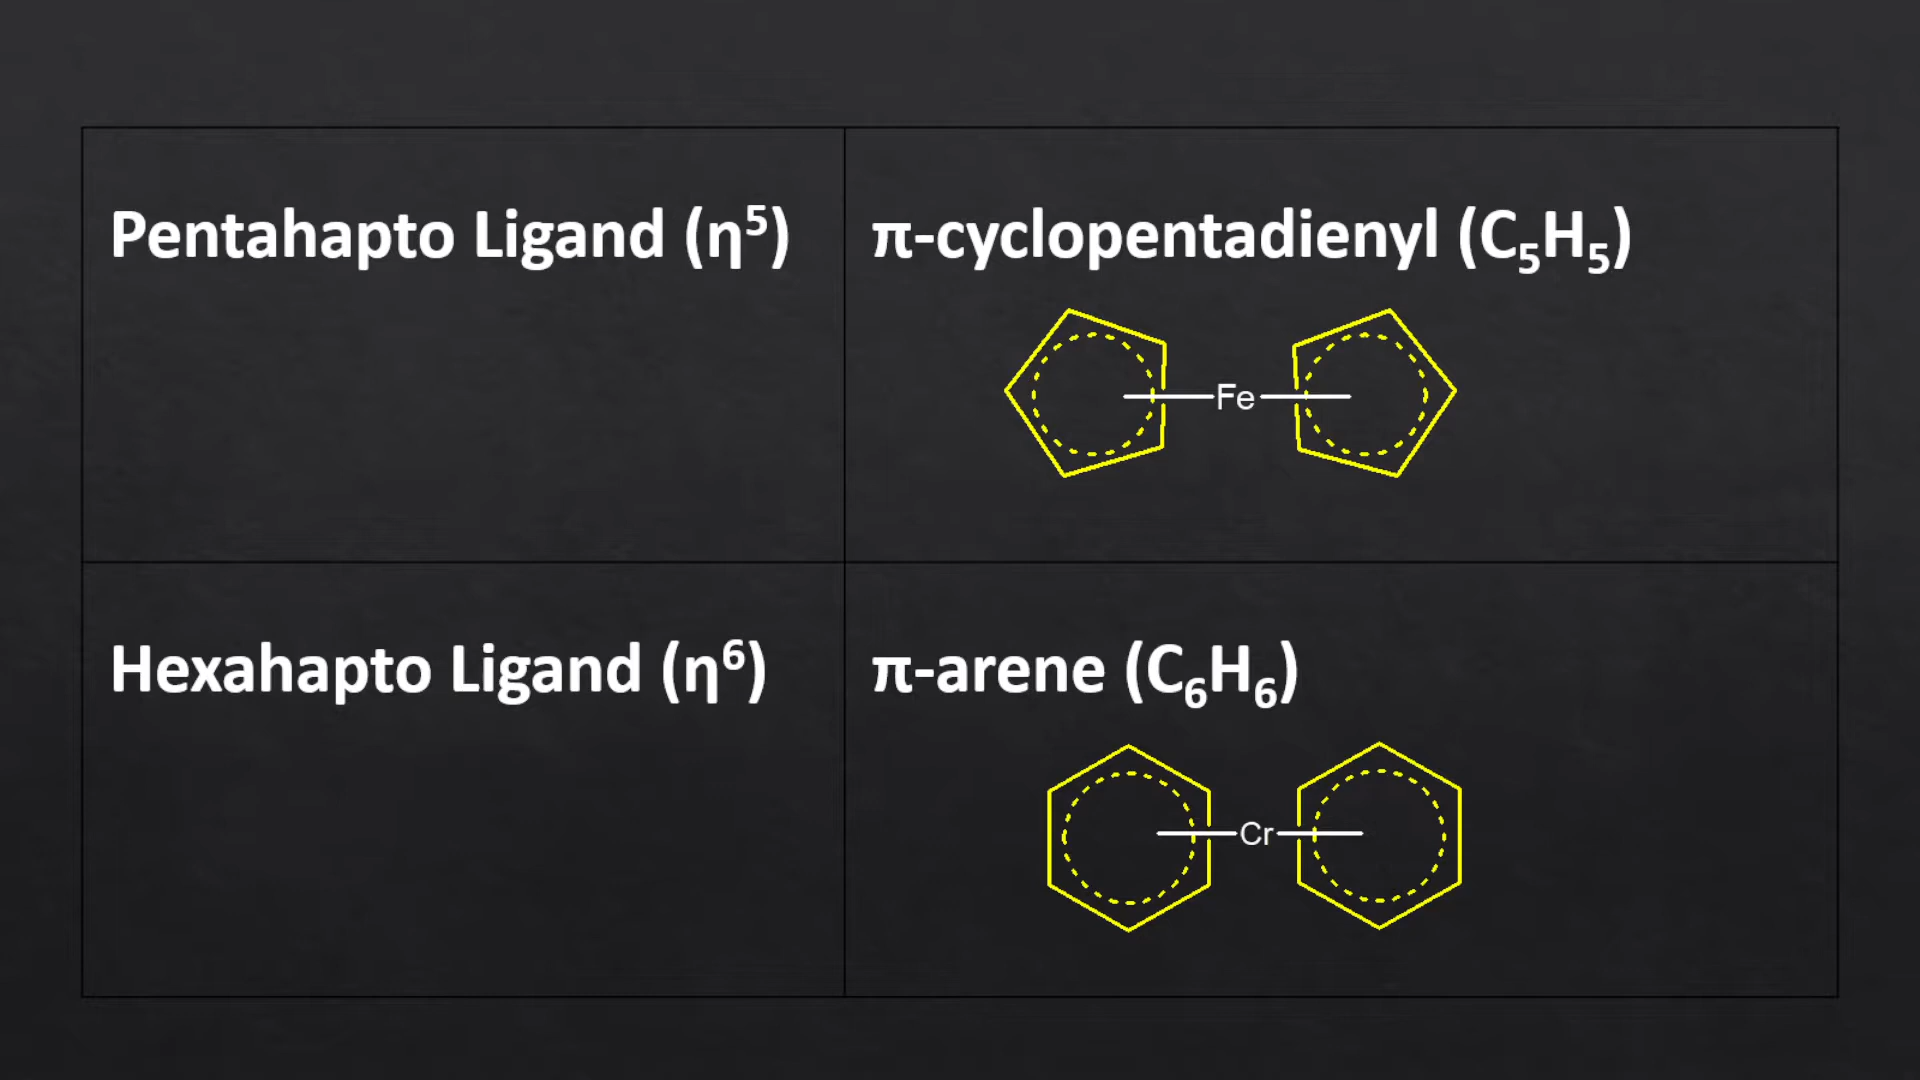 Pentahapto Ligand (η⁵)
π-cyclopentadienyl (C₅H₅)
Fe
Hexahapto Ligand (η⁶)
π-arene (C₆H₆)
Cr